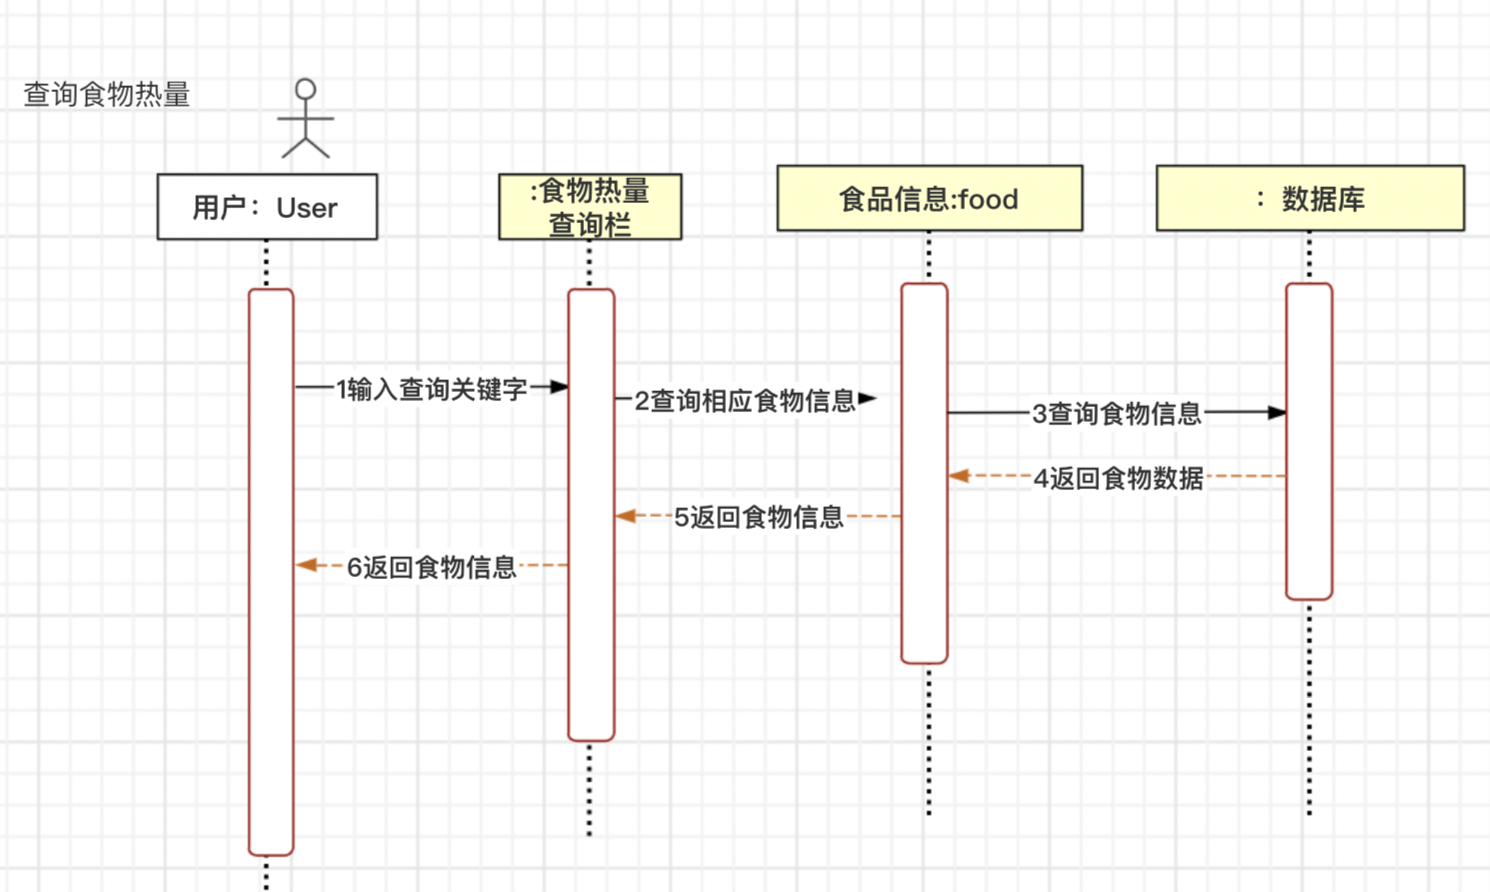 查询食物热量
用户：User
:食物热量
查询栏
食品信息:food
：数据库
1输入查询关键字
2查询相应食物信息
3查询食物信息
4返回食物数据
5返回食物信息
6返回食物信息